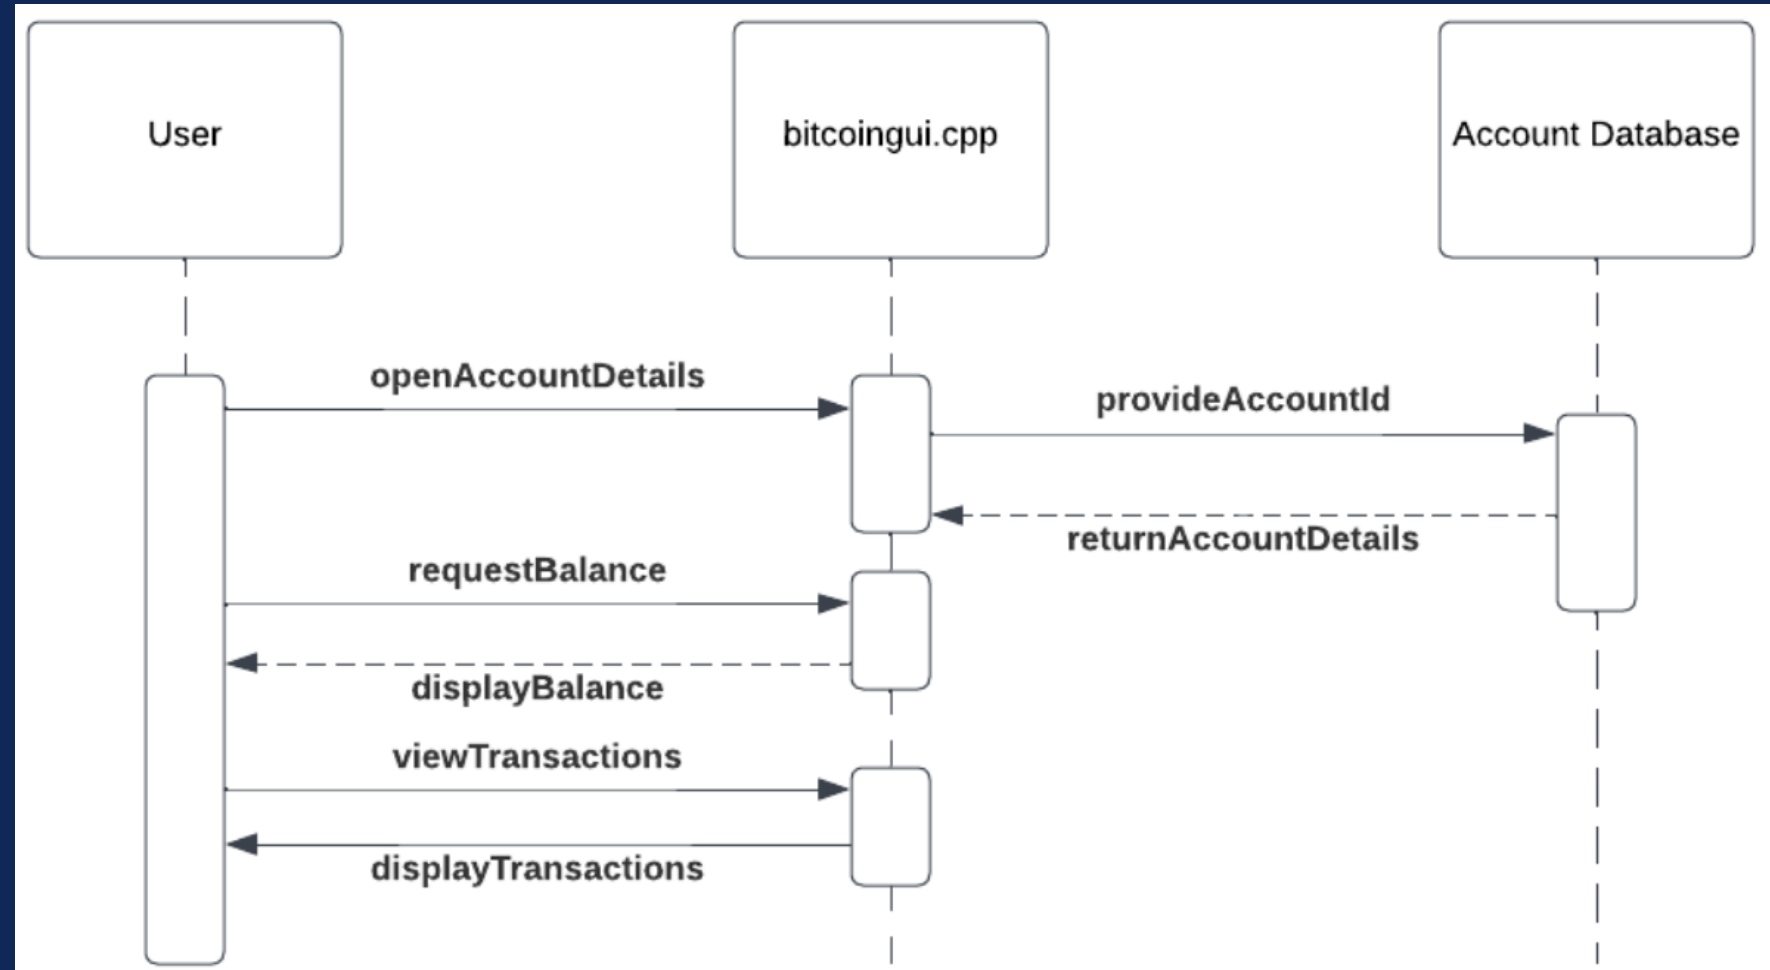 User
bitcoingui.cpp
Account Database
openAccountDetails
provideAccountId
returnAccountDetails
requestBalance
displayBalance
viewTransactions
displayTransactions